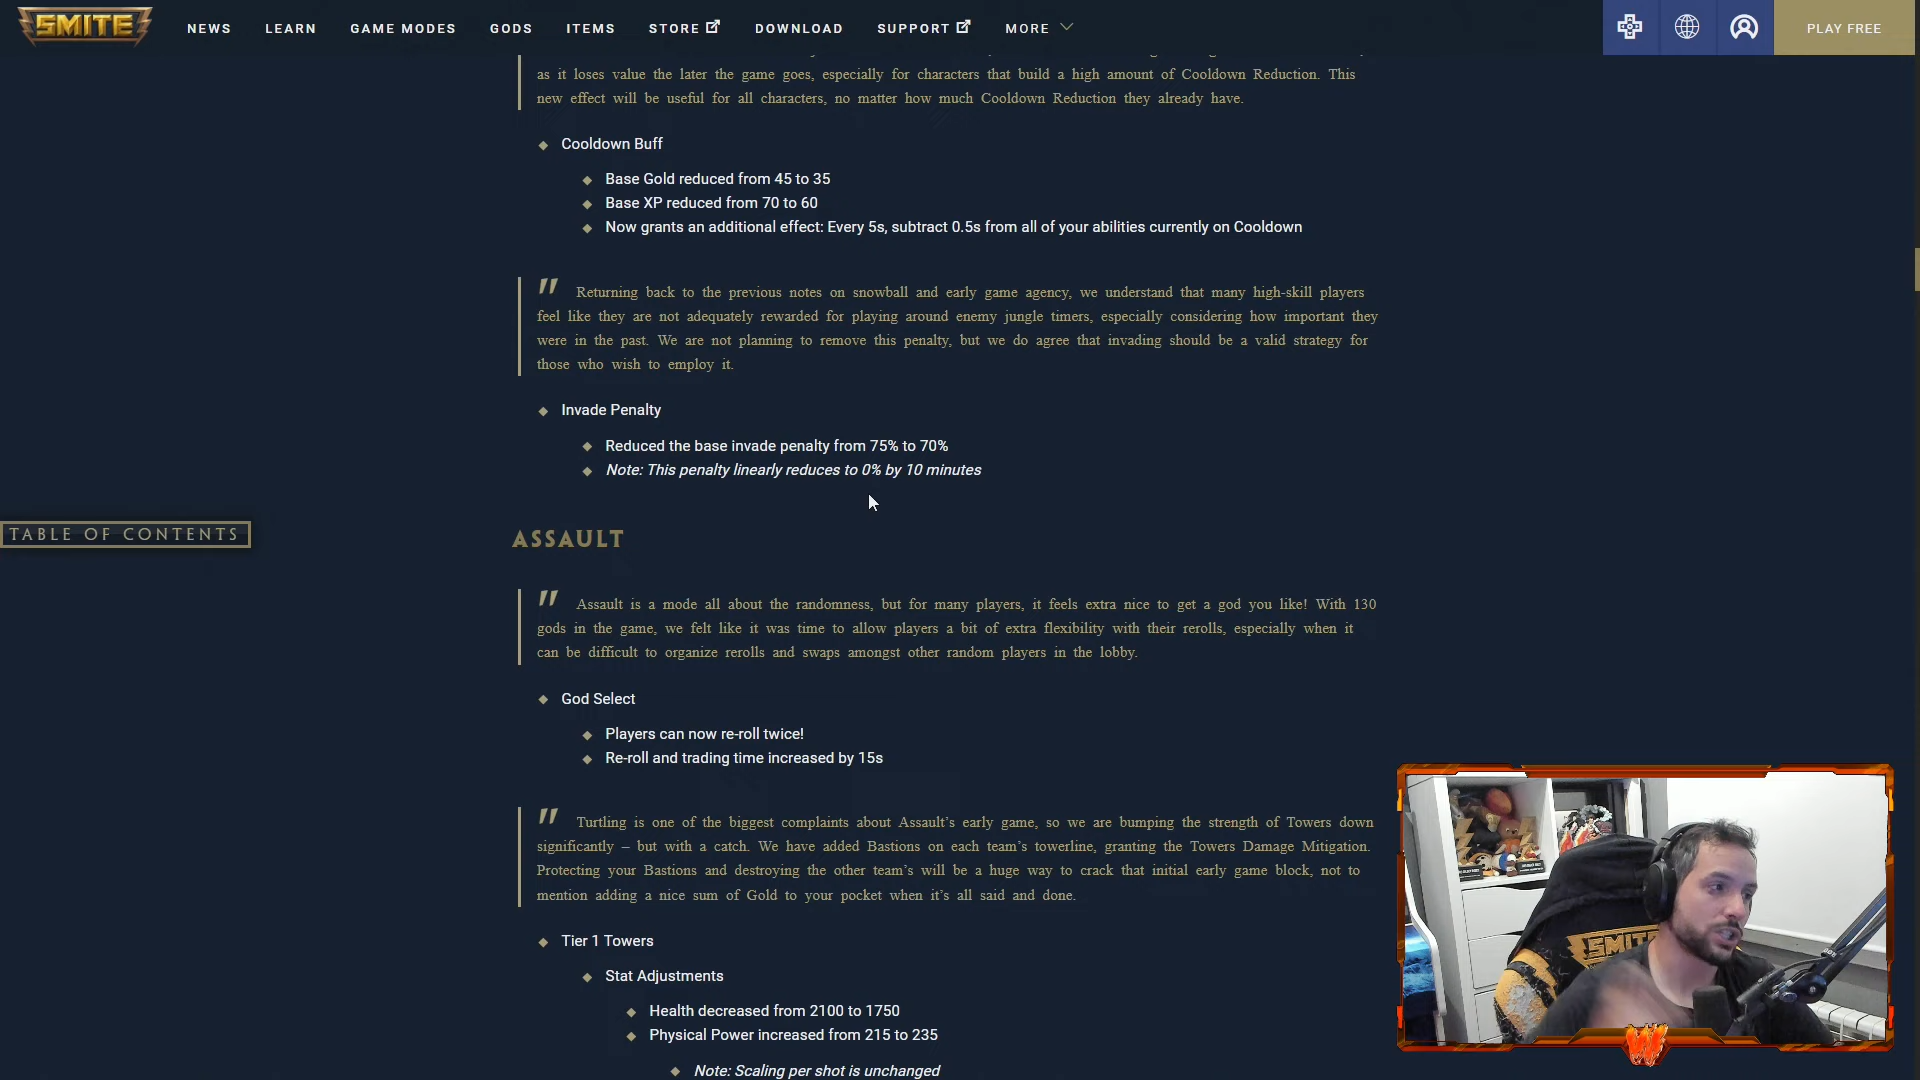 SMITE
NEWS LEARN GAME MODES GODS ITEMS STORE DOWNLOAD SUPPORT MORE PLAY FREE
as it loses value the later the game goes, especially for characters that build a high amount of Cooldown Reduction. This
new effect will be useful for all characters, no matter how much Cooldown Reduction they already have.
Cooldown Buff
Base Gold reduced from 45 to 35
Base XP reduced from 70 to 60
Now grants an additional effect: Every 5s, subtract 0.5s from all of your abilities currently on Cooldown
" Returning back to the previous notes on snowball and early game agency, we understand that many high-skill players
feel like they are not adequately rewarded for playing around enemy jungle timers, especially considering how important they
were in the past. We are not planning to remove this penalty, but we do agree that invading should be a valid strategy for
those who wish to employ it.
Invade Penalty
Reduced the base invade penalty from 75% to 70%
Note: This penalty linearly reduces to 0% by 10 minutes
TABLE OF CONTENTS
ASSAULT
" Assault is a mode all about the randomness, but for many players, it feels extra nice to get a god you like! With 130
gods in the game, we felt like it was time to allow players a bit of extra flexibility with their rerolls, especially when it
can be difficult to organize rerolls and swaps amongst other random players in the lobby.
God Select
Players can now re-roll twice!
Re-roll and trading time increased by 15s
" Turtling is one of the biggest complaints about Assault's early game, so we are bumping the strength of Towers down
significantly – but with a catch. We have added Bastions on each team's towerline, granting the Towers Damage Mitigation.
Protecting your Bastions and destroying the other team's will be a huge way to crack that initial early game block, not to
mention adding a nice sum of Gold to your pocket when it's all said and done.
Tier 1 Towers
Stat Adjustments
Health decreased from 2100 to 1750
Physical Power increased from 215 to 235
Note: Scaling per shot is unchanged